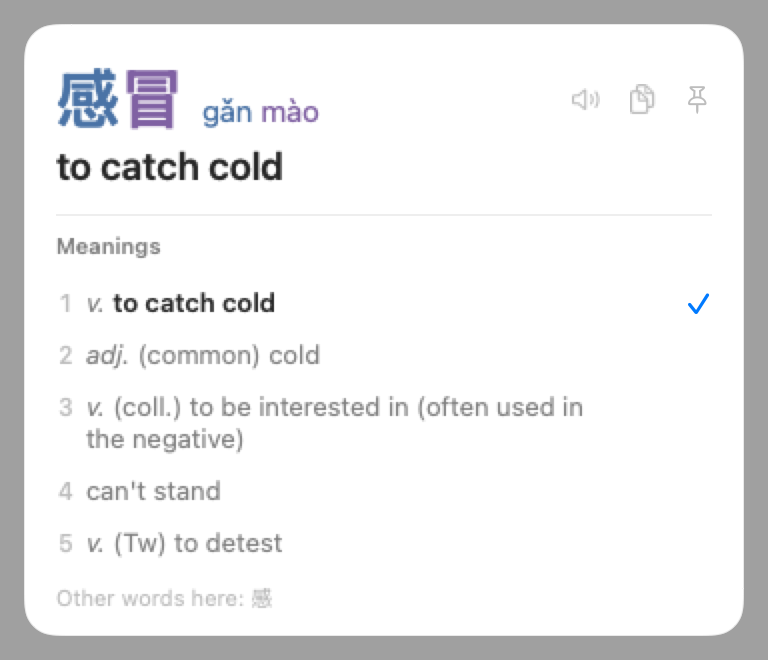 感冒 gǎn mào
to catch cold
Meanings
1 v. to catch cold
2 adj. (common) cold
3 v. (coll.) to be interested in (often used in
the negative)
4 can't stand
5 v. (Tw) to detest
Other words here: 感